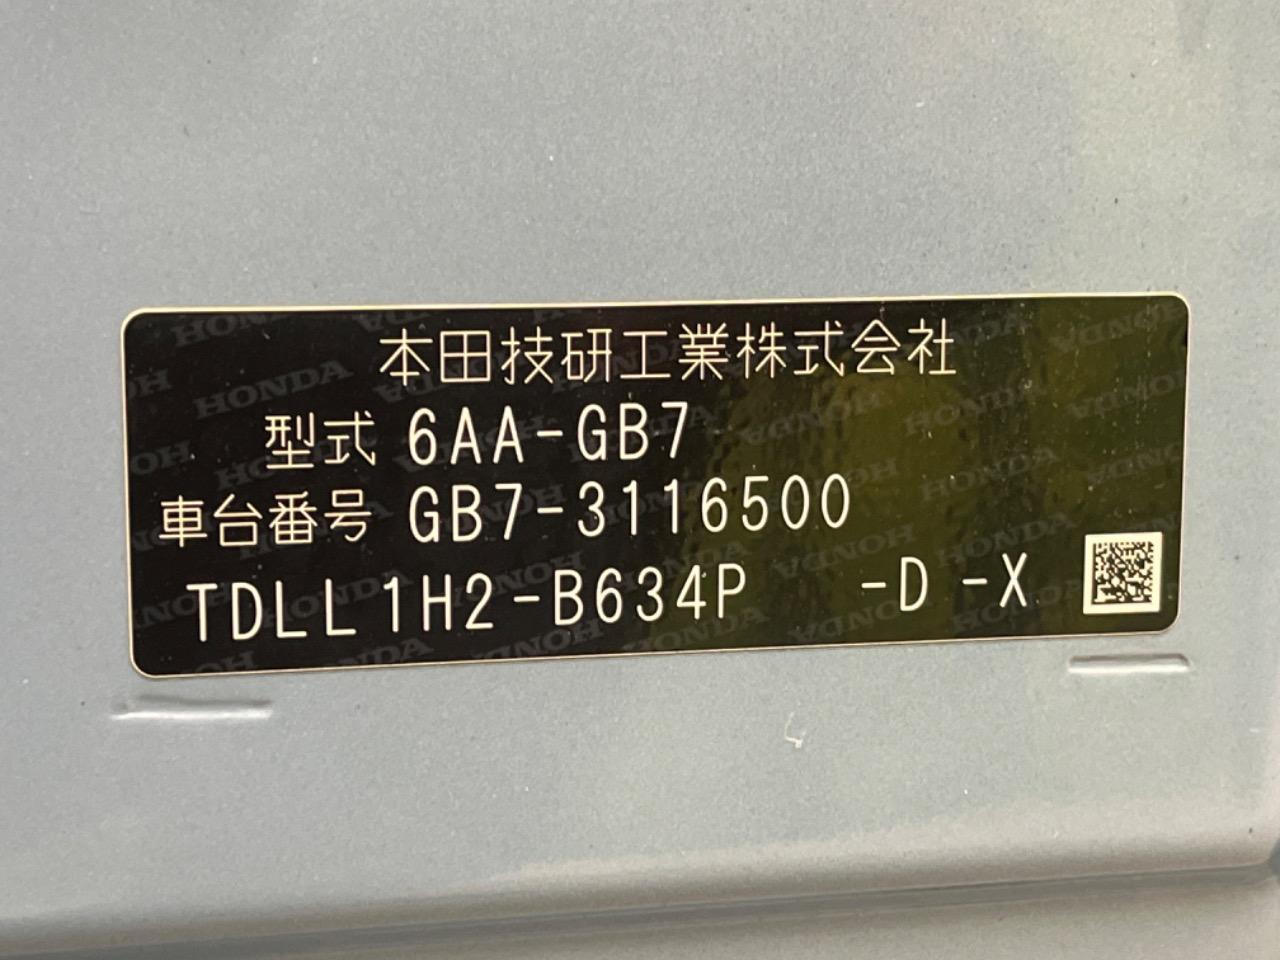 本田技研工業株式会社
型式 6AA-GB7
車台番号 GB7-3116500
TDLL1H2-B634P -D -X